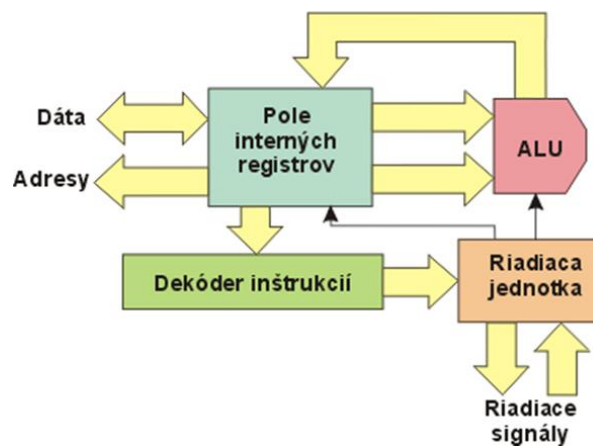 Dáta
Adresy
Pole
interných
registrov
ALU
Dekóder inštrukcií
Riadiaca
jednotka
Riadiace
signály